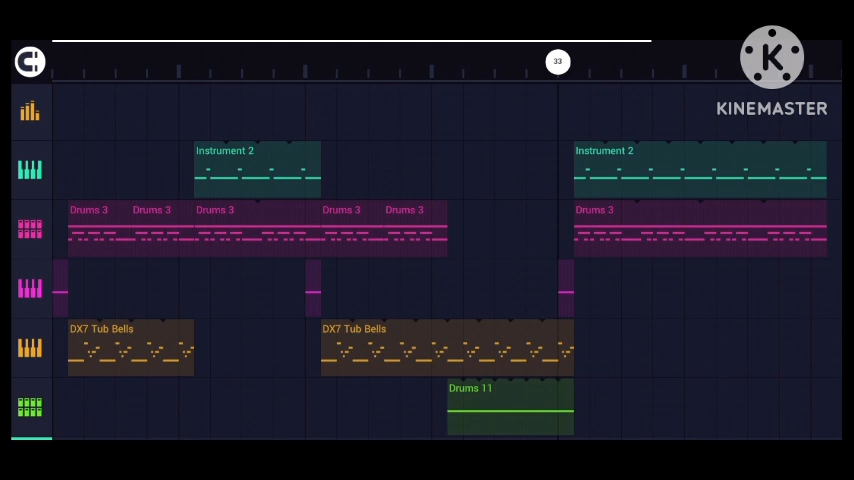 33
K
KINEMASTER
Instrument 2
Instrument 2
Drums 3
Drums 3
Drums 3
Drums 3
Drums 3
Drums 3
DX7 Tub Bells
DX7 Tub Bells
Drums 11